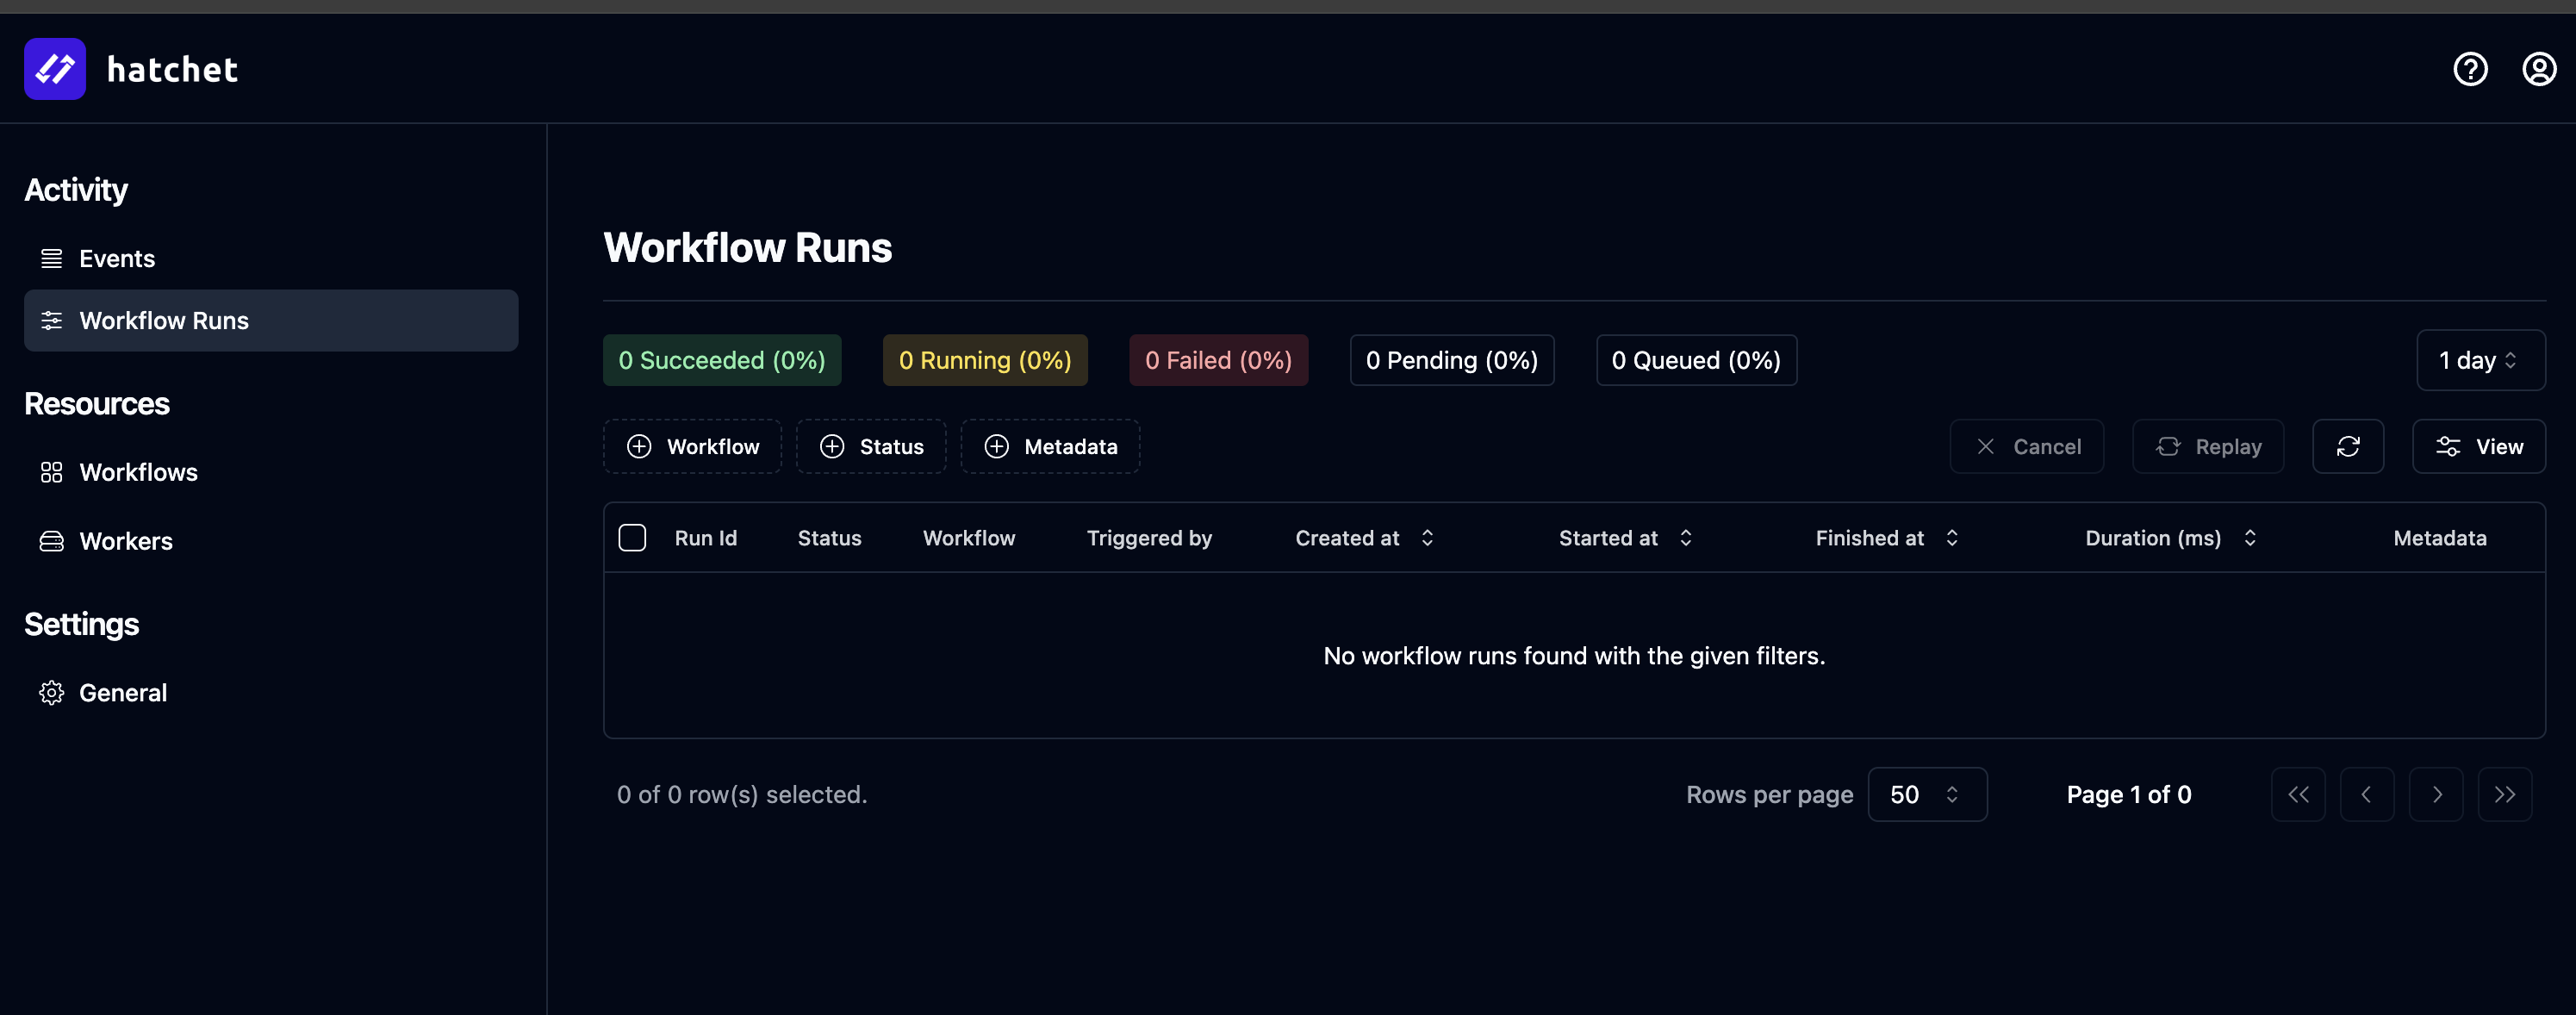 hatchet
Activity
Events
Workflow Runs
Resources
Workflows
Workers
Settings
General
Workflow Runs
0 Succeeded (0%) 0 Running (0%) 0 Failed (0%) 0 Pending (0%) 0 Queued (0%) 1 day
Workflow Status Metadata Cancel Replay View
Run Id Status Workflow Triggered by Created at Started at Finished at Duration (ms) Metadata
No workflow runs found with the given filters.
0 of 0 row(s) selected. Rows per page 50 Page 1 of 0